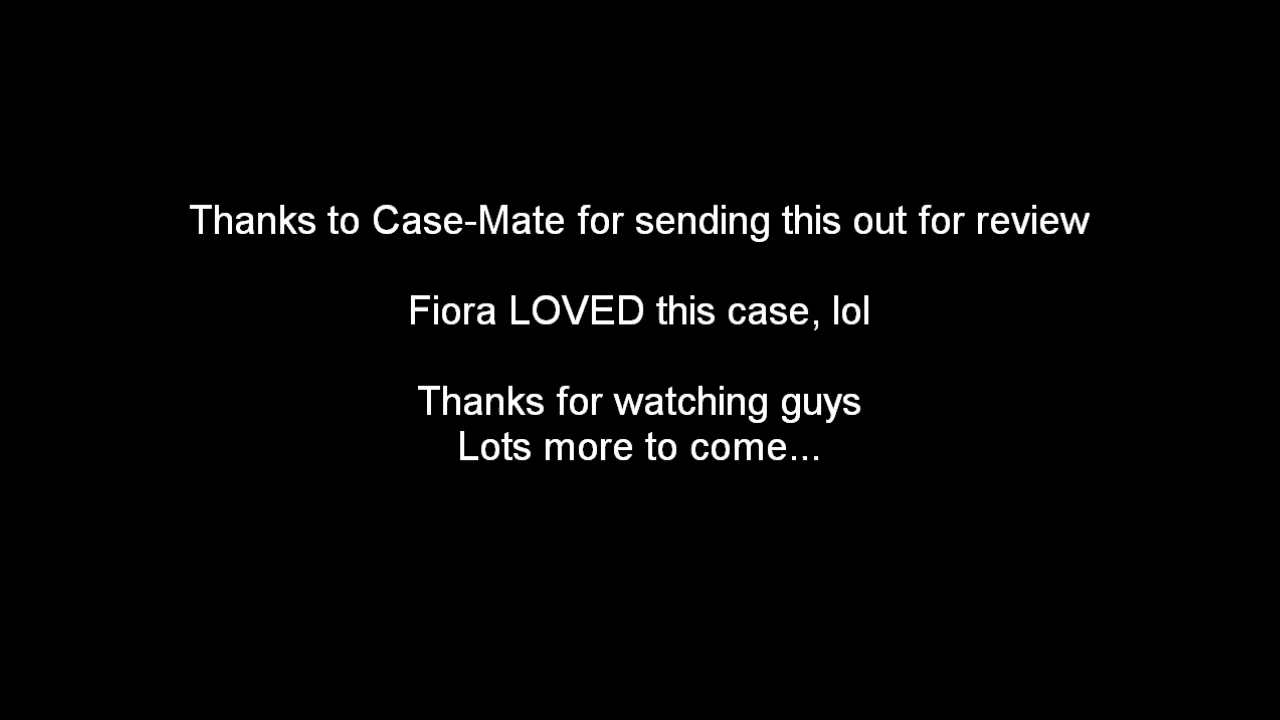 Thanks to Case-Mate for sending this out for review
Fiora LOVED this case, lol
Thanks for watching guys
Lots more to come...